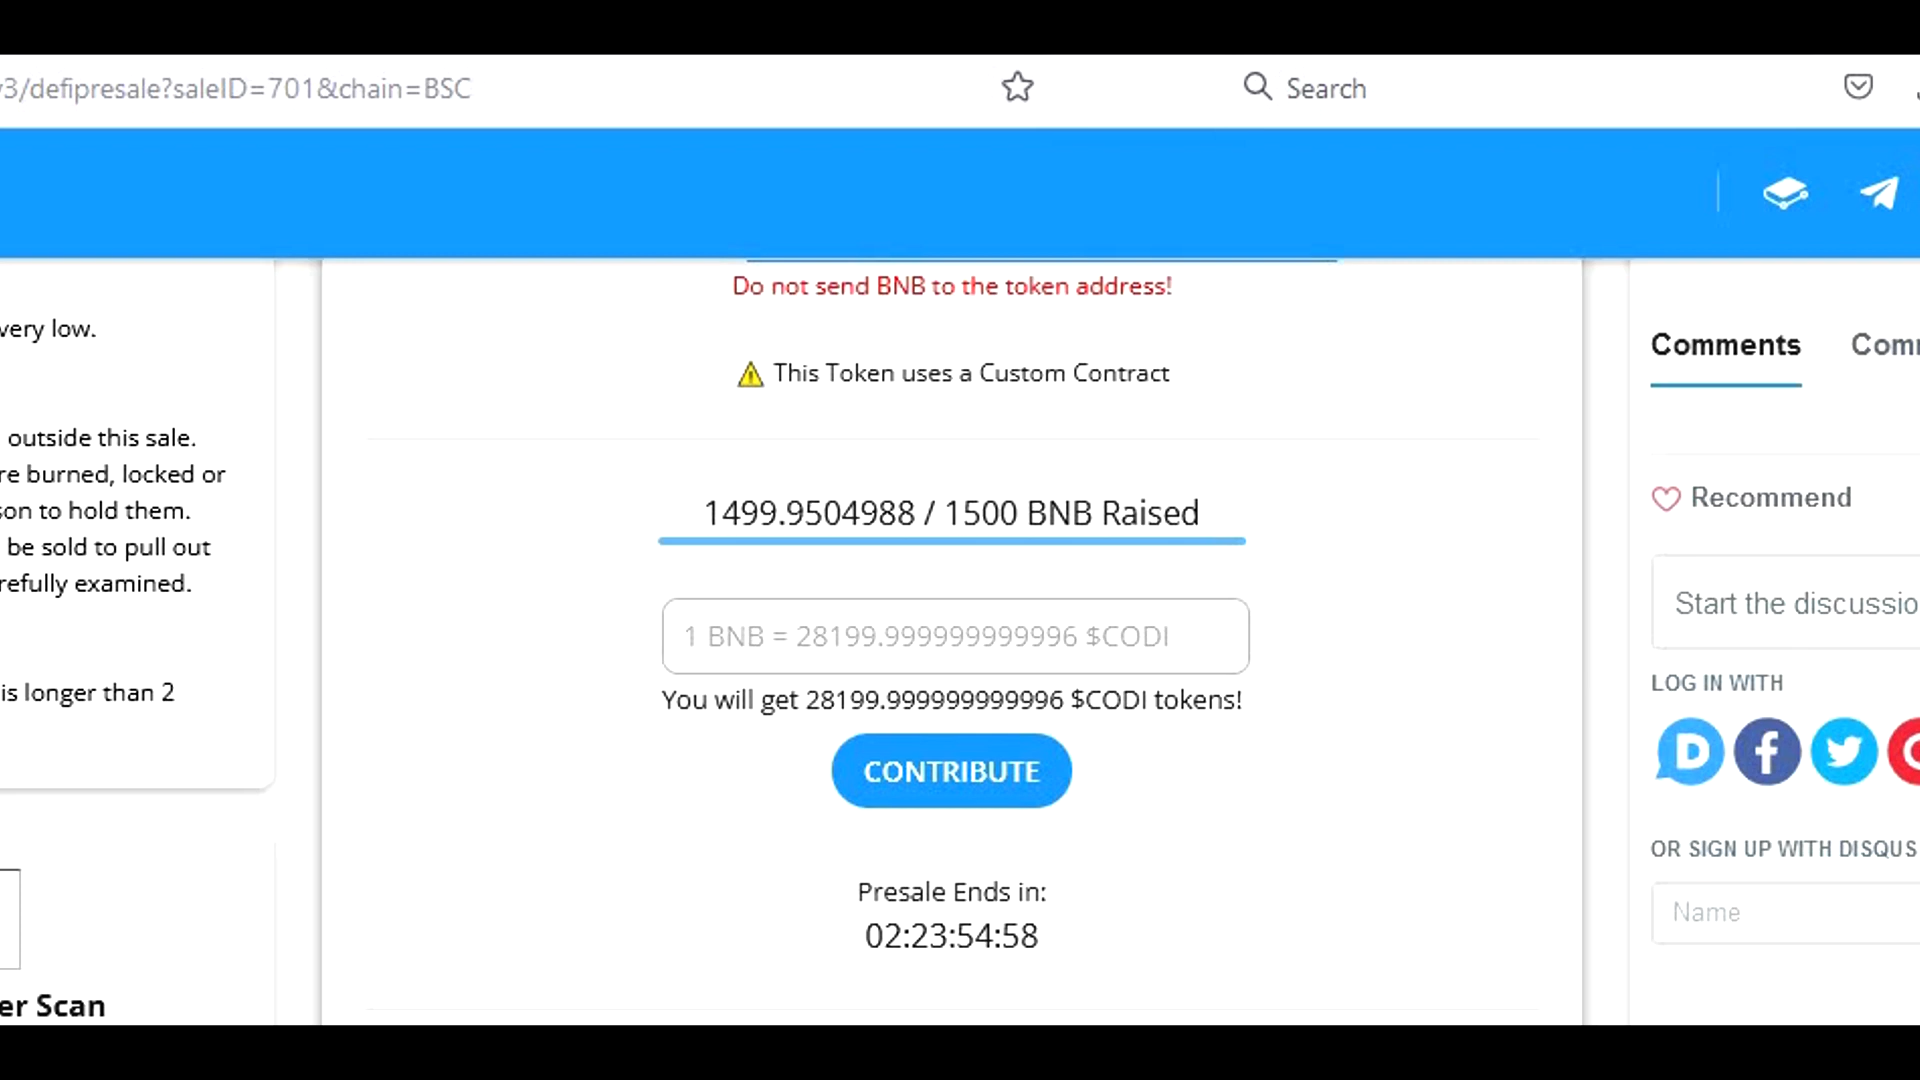 v3/defipresale?saleID=701&chain=BSC
Search
very low.
outside this sale.
re burned, locked or
son to hold them.
be sold to pull out
refully examined.
is longer than 2
er Scan
Do not send BNB to the token address!
This Token uses a Custom Contract
1499.9504988 / 1500 BNB Raised
1 BNB = 28199.999999999996 $CODI
You will get 28199.999999999996 $CODI tokens!
CONTRIBUTE
Presale Ends in:
02:23:54:58
Comments
Com
Recommend
Start the discussio
LOG IN WITH
OR SIGN UP WITH DISQUS
Name